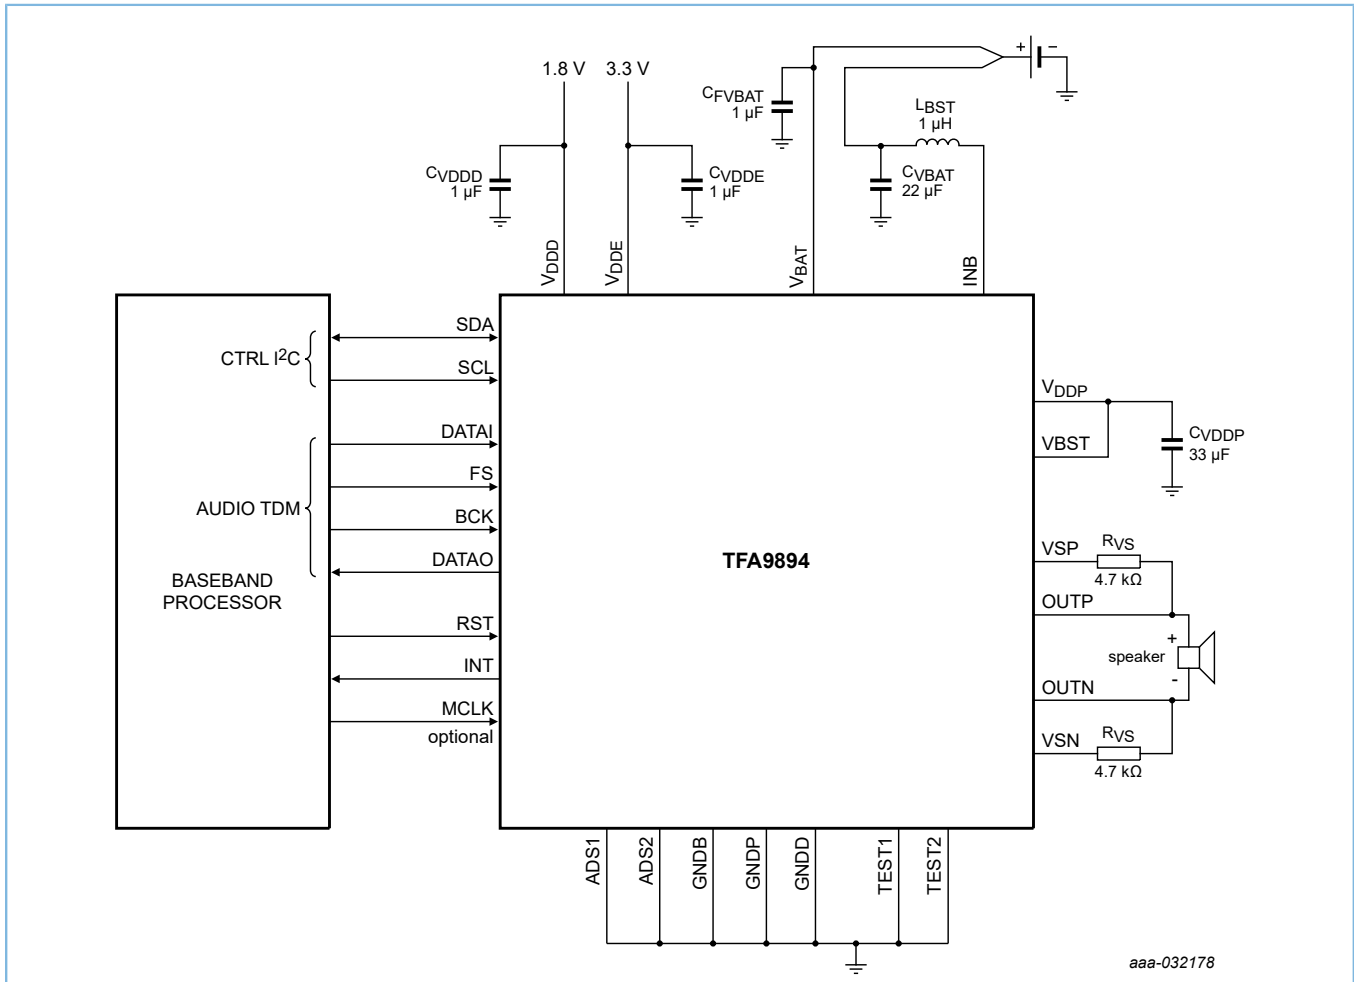 1.8 V
3.3 V
+
−
CFVBAT
1 µF
LBST
1 µH
CVDDD
1 µF
CVDDE
1 µF
CVBAT
22 µF
VDDD
VDDE
VBAT
INB
SDA
CTRL I²C
SCL
VDDP
DATAI
VBST
CVDDP
33 µF
FS
AUDIO TDM
BCK
DATAO
TFA9894
VSP
RVS
4.7 kΩ
BASEBAND
PROCESSOR
OUTP
RST
+
speaker
-
INT
OUTN
MCLK
optional
VSN
RVS
4.7 kΩ
ADS1
ADS2
GNDB
GNDP
GNDD
TEST1
TEST2
aaa-032178